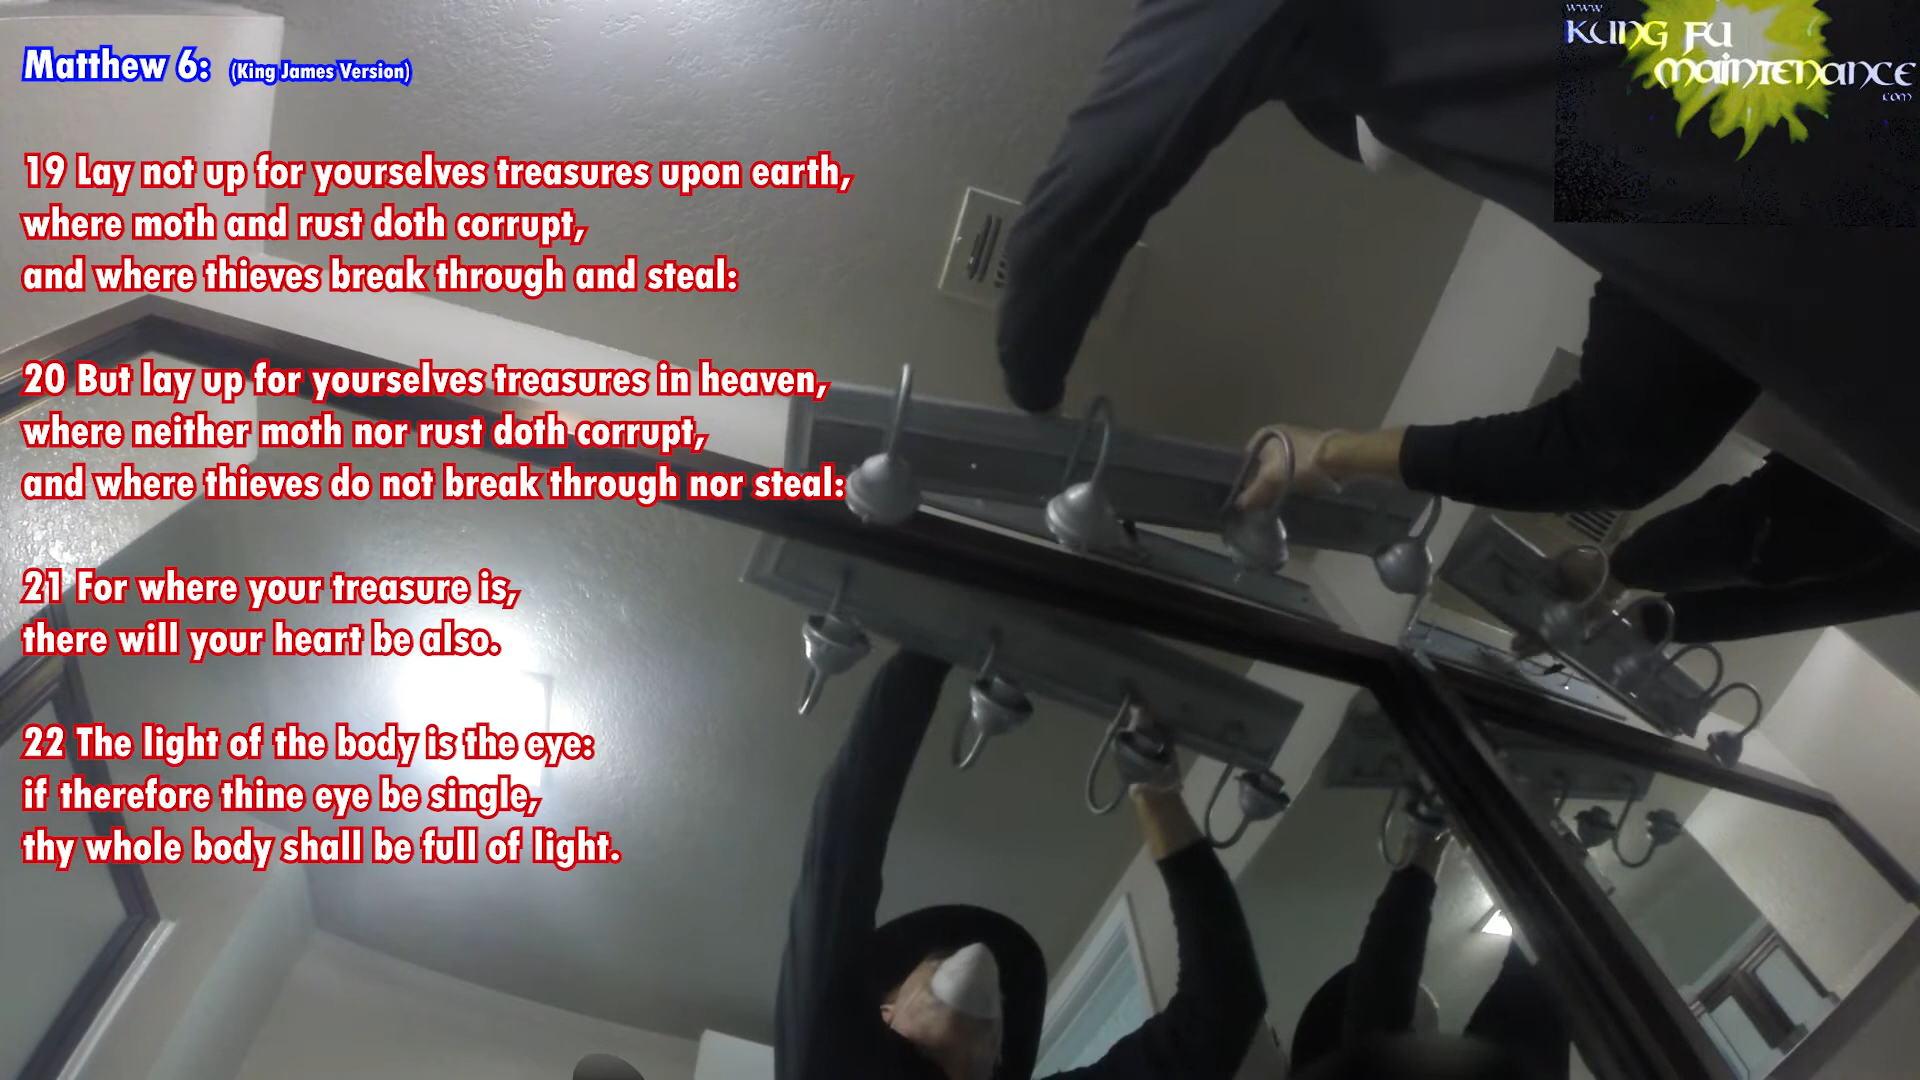 Matthew 6: (King James Version)
19 Lay not up for yourselves treasures upon earth,
where moth and rust doth corrupt,
and where thieves break through and steal:
20 But lay up for yourselves treasures in heaven,
where neither moth nor rust doth corrupt,
and where thieves do not break through nor steal:
21 For where your treasure is,
there will your heart be also.
22 The light of the body is the eye:
if therefore thine eye be single,
thy whole body shall be full of light.
www
KUNG FU
MAINTENANCE
.com